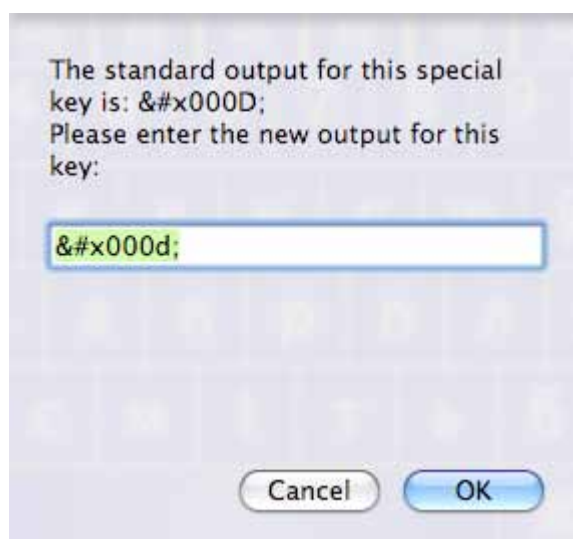 The standard output for this special
key is: &#x000D;
Please enter the new output for this
key:
&#x000d;
Cancel
OK